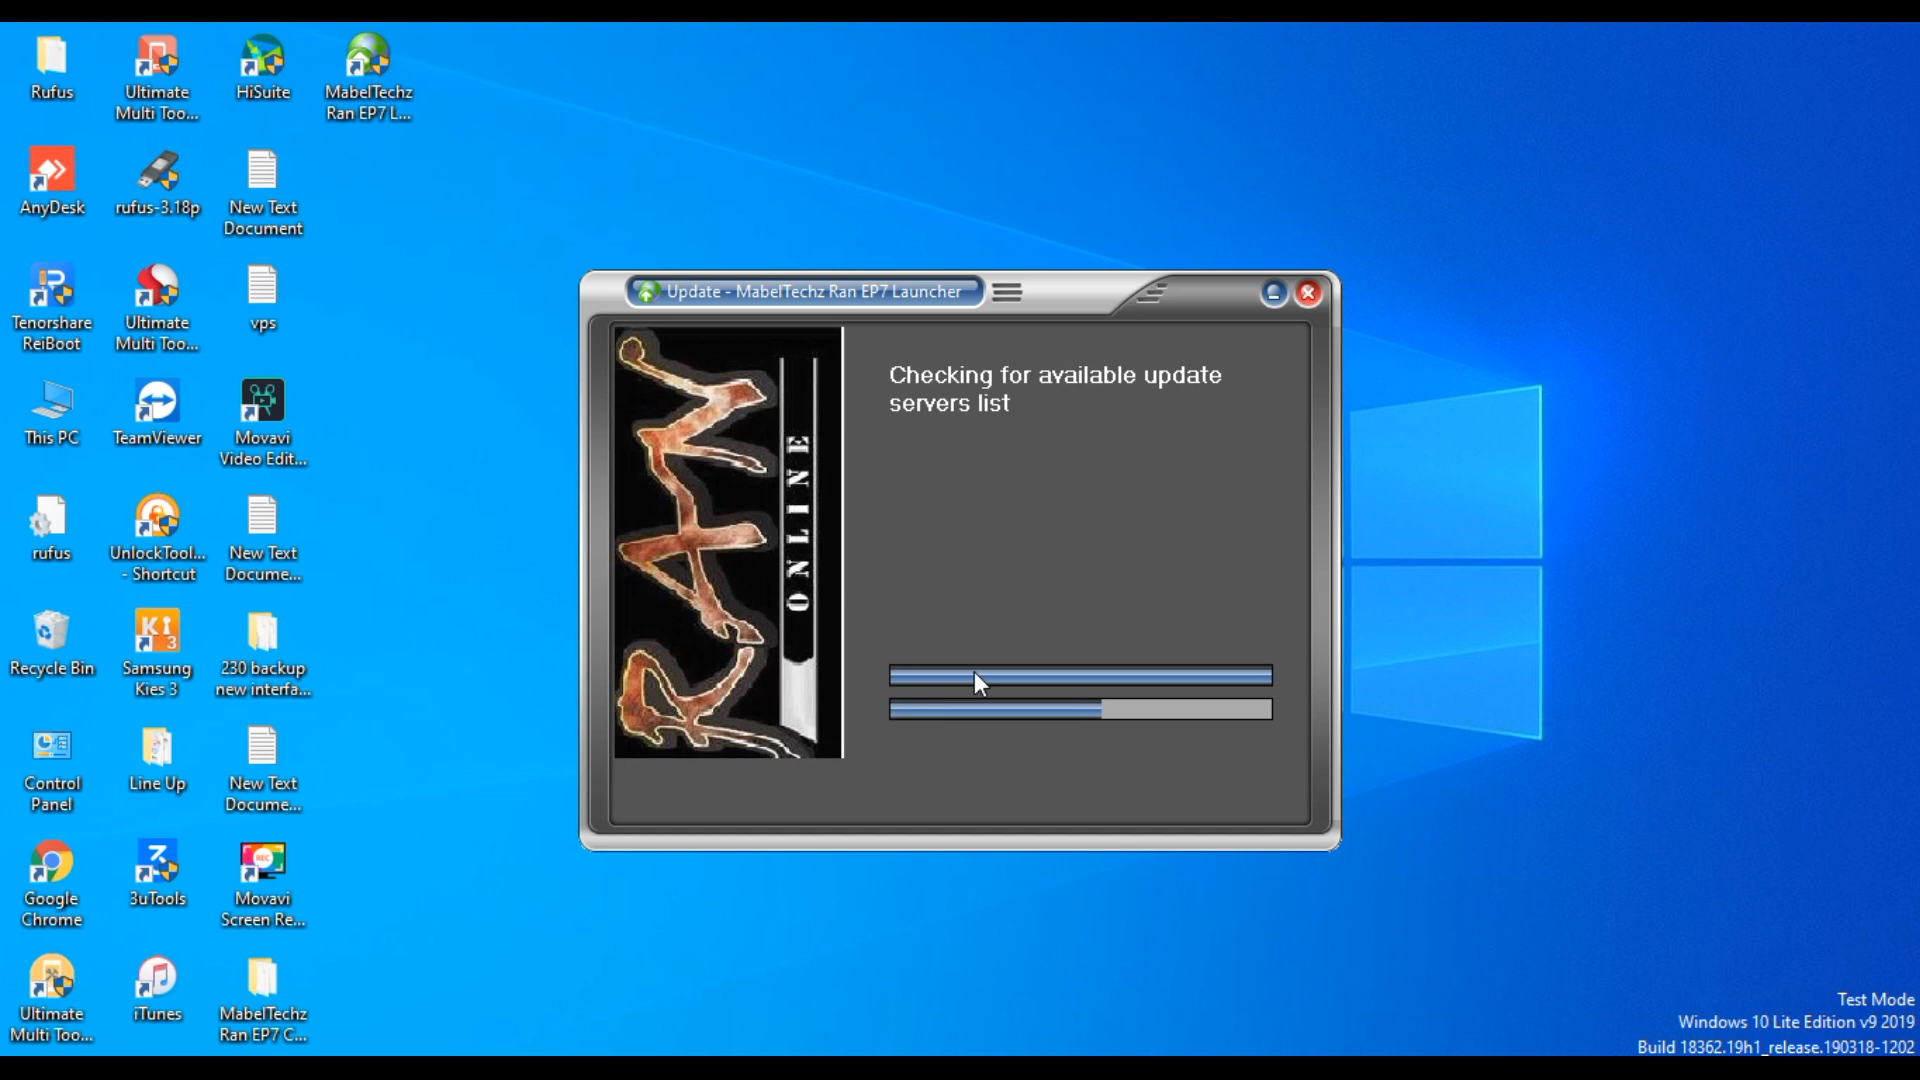 Rufus
Ultimate
Multi Too...
HiSuite
MabelTechz
Ran EP7 L...
AnyDesk
rufus-3.18p
New Text
Document
Tenorshare
ReiBoot
Ultimate
Multi Too...
vps
This PC
TeamViewer
Movavi
Video Edit...
rufus
UnlockTool...
- Shortcut
New Text
Docume...
Recycle Bin
Samsung
Kies 3
230 backup
new interfa...
Control
Panel
Line Up
New Text
Docume...
Google
Chrome
3uTools
Movavi
Screen Re...
Ultimate
Multi Too...
iTunes
MabelTechz
Ran EP7 C...
Ki
3
REC
Update - MabelTechz Ran EP7 Launcher
RAN
ONLINE
Checking for available update
servers list
Test Mode
Windows 10 Lite Edition v9 2019
Build 18362.19h1_release.190318-1202